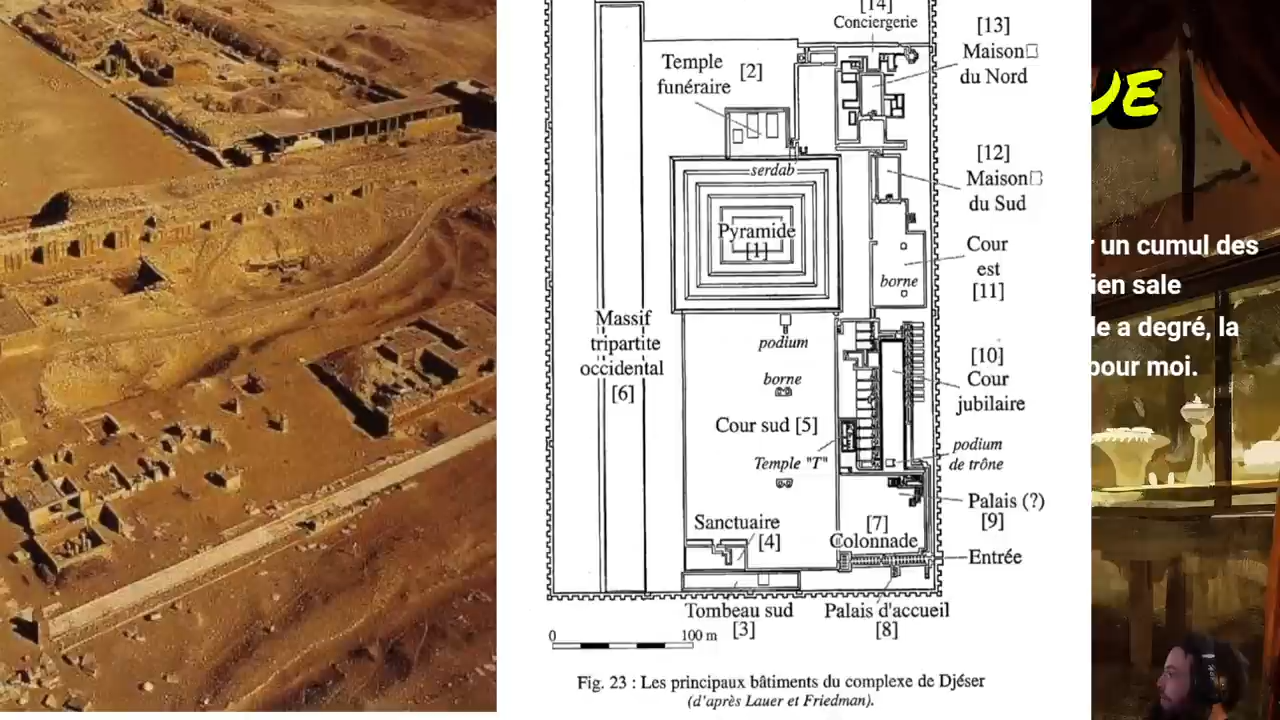 [14]
Conciergerie
[13]
Maison
du Nord
Temple
funéraire
[2]
serdab
[12]
Maison
du Sud
Pyramide
[1]
Cour
est
[11]
borne
Massif
tripartite
occidental
[6]
podium
borne
[10]
Cour
jubilaire
Cour sud [5]
Temple "T"
podium
de trône
Palais (?)
[9]
Sanctuaire
[4]
[7]
Colonnade
Entrée
Tombeau sud
[3]
Palais d'accueil
[8]
0
100 m
Fig. 23 : Les principaux bâtiments du complexe de Djéser
(d'après Lauer et Friedman).
UE
r un cumul des
ien sale
le a degré, la
pour moi.